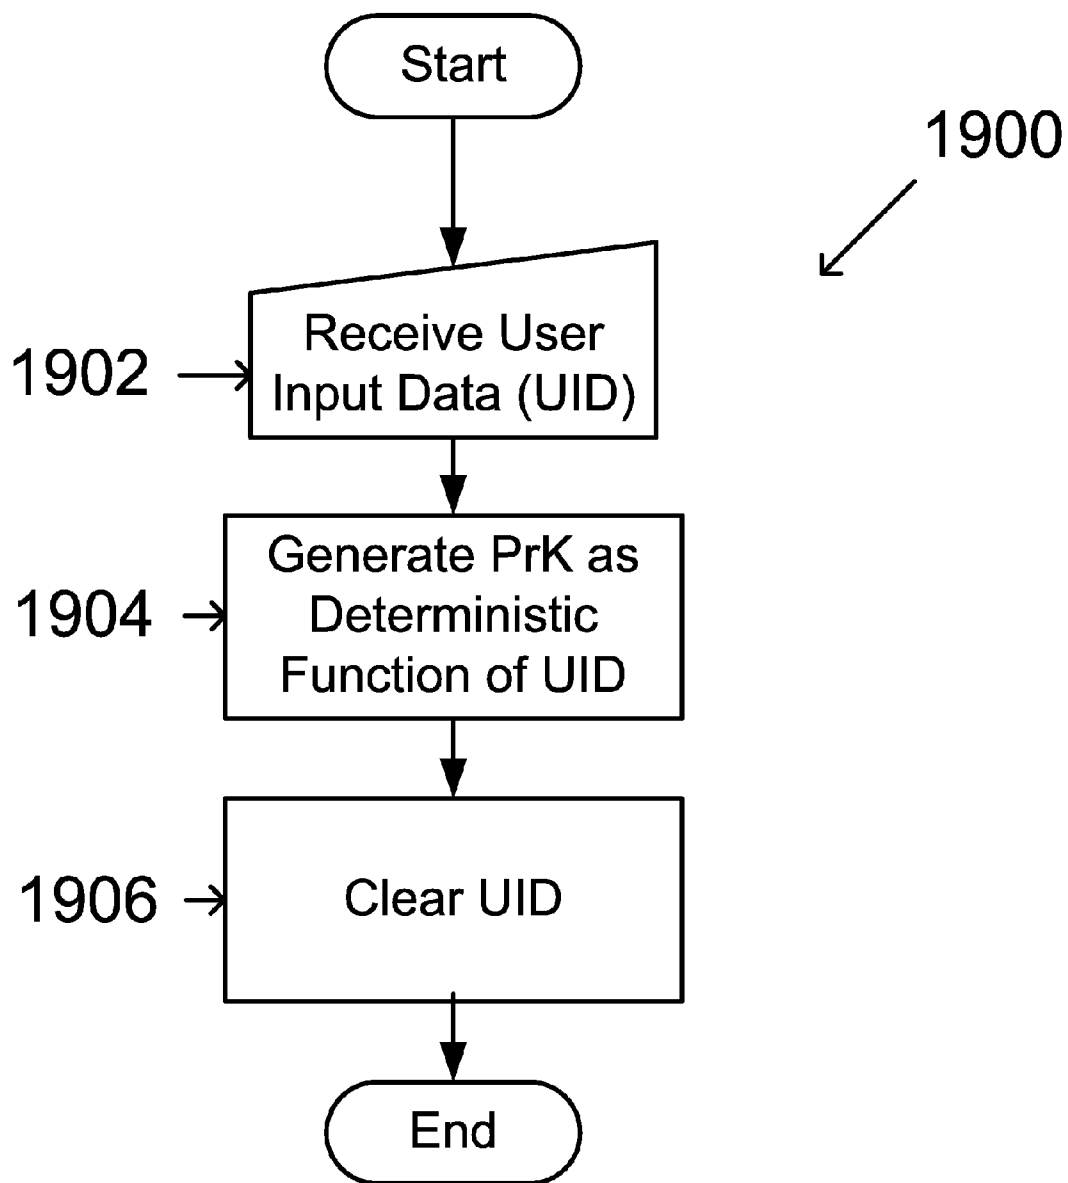 Start
1900
Receive User
1902
Input Data (UID)
Generate PrK as
1904
Deterministic
Function of UID
1906
Clear UID
End